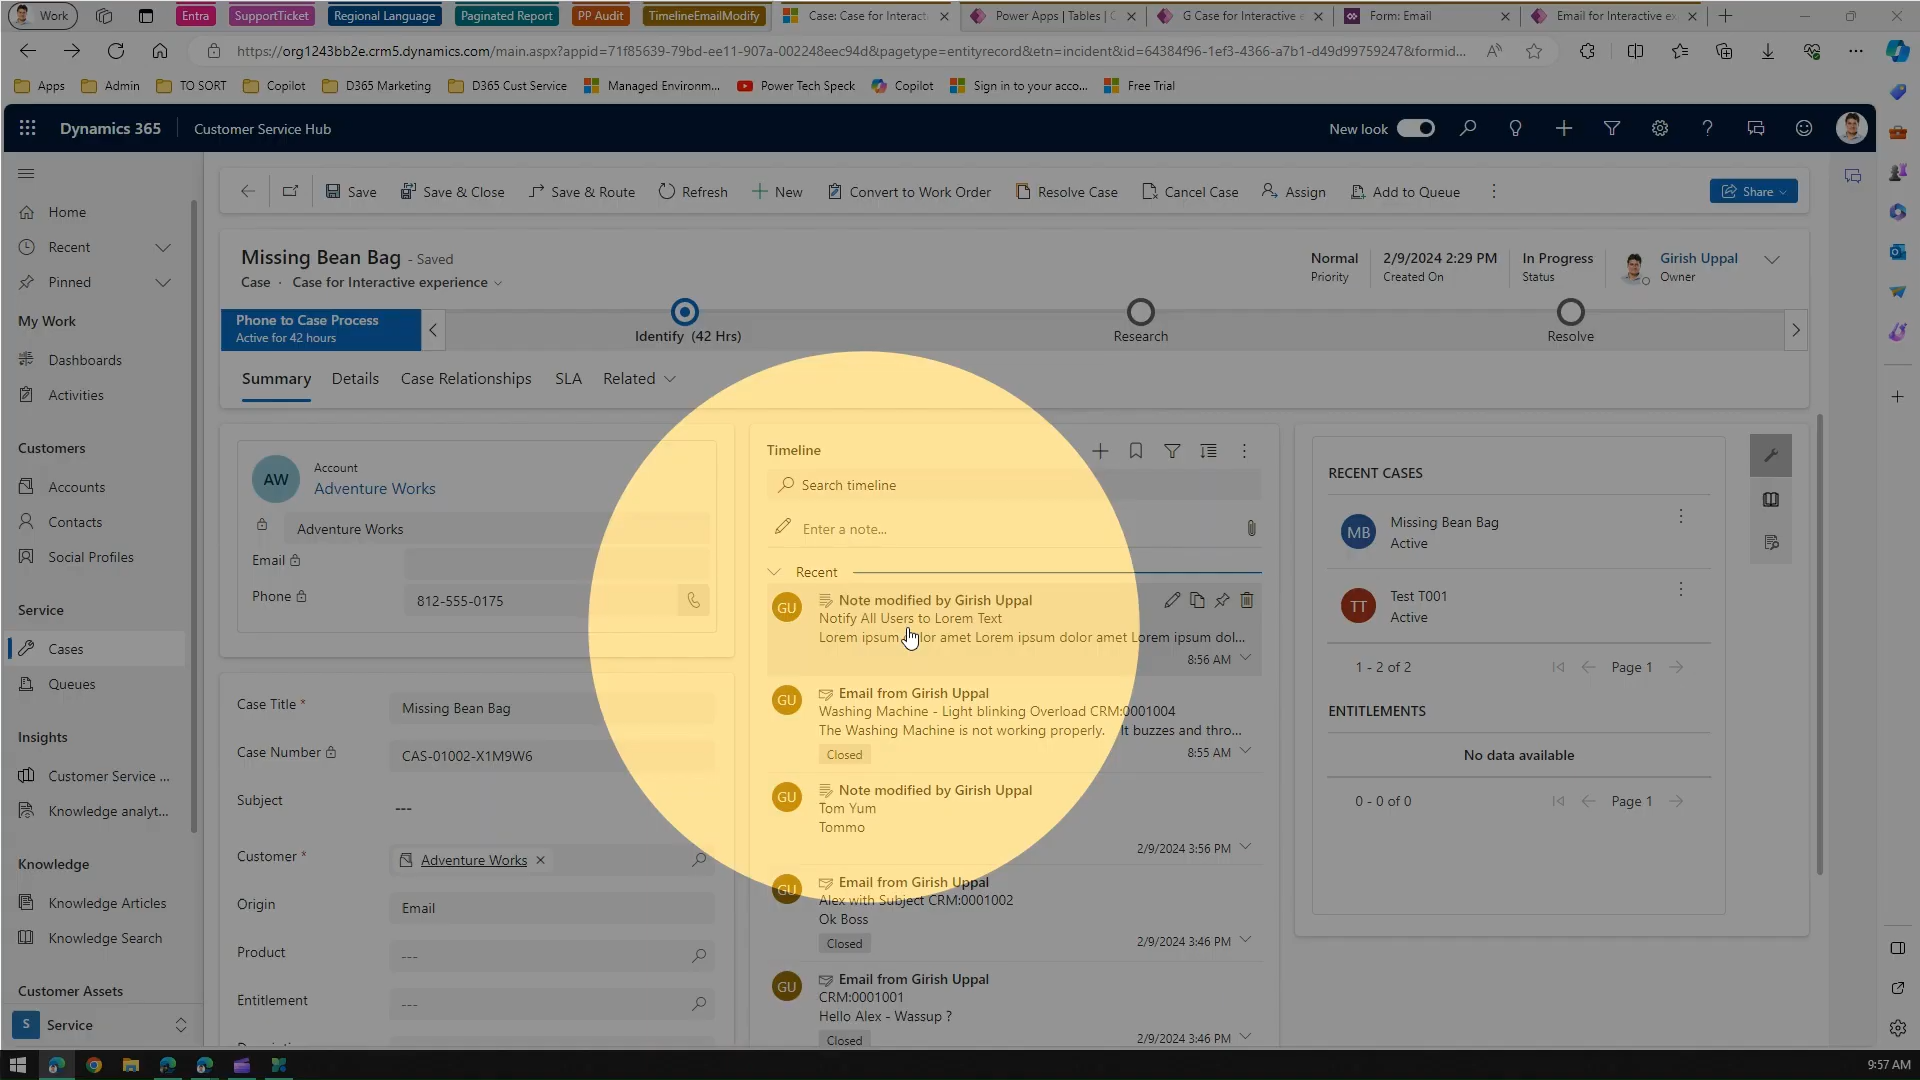 Work
Entra
SupportTicket
Regional Language
Paginated Report
PP Audit
TimelineEmailModify
Case: Case for Interact
Power Apps | Tables | C
G Case for Interactive e
Form: Email
Email for Interactive ex
https://org1243bb2e.crm5.dynamics.com/main.aspx?appid=71f85639-79bd-ee11-907a-002248eec94d&pagetype=entityrecord&etn=incident&id=64384f96-1ef3-4366-a7b1-d49d99759247&formid...
Apps
Admin
TO SORT
Copilot
D365 Marketing
D365 Cust Service
Managed Environm...
Power Tech Speck
Copilot
Sign in to your acco...
Free Trial
Dynamics 365
Customer Service Hub
New look
Save
Save & Close
Save & Route
Refresh
New
Convert to Work Order
Resolve Case
Cancel Case
Assign
Add to Queue
Share
Home
Recent
Pinned
My Work
Dashboards
Activities
Customers
Accounts
Contacts
Social Profiles
Service
Cases
Queues
Insights
Customer Service ...
Knowledge analyt...
Knowledge
Knowledge Articles
Knowledge Search
Customer Assets
S Service
Missing Bean Bag - Saved
Case · Case for Interactive experience
Normal
Priority
2/9/2024 2:29 PM
Created On
In Progress
Status
Girish Uppal
Owner
Phone to Case Process
Active for 42 hours
Identify (42 Hrs)
Research
Resolve
Summary
Details
Case Relationships
SLA
Related
AW
Account
Adventure Works
Adventure Works
Email
Phone
812-555-0175
Case Title *
Missing Bean Bag
Case Number
CAS-01002-X1M9W6
Subject
---
Customer *
Adventure Works
Origin
Email
Product
---
Entitlement
---
Timeline
Search timeline
Enter a note...
Recent
GU
Note modified by Girish Uppal
Notify All Users to Lorem Text
Lorem ipsum dolor amet Lorem ipsum dolor amet Lorem ipsum dol...
8:56 AM
GU
Email from Girish Uppal
Washing Machine - Light blinking Overload CRM:0001004
The Washing Machine is not working properly. It buzzes and thro...
Closed
8:55 AM
GU
Note modified by Girish Uppal
Tom Yum
Tommo
2/9/2024 3:56 PM
GU
Email from Girish Uppal
Alex with Subject CRM:0001002
Ok Boss
Closed
2/9/2024 3:46 PM
GU
Email from Girish Uppal
CRM:0001001
Hello Alex - Wassup ?
Closed
2/9/2024 3:46 PM
RECENT CASES
MB
Missing Bean Bag
Active
TT
Test T001
Active
1 - 2 of 2
Page 1
ENTITLEMENTS
No data available
0 - 0 of 0
Page 1
9:57 AM